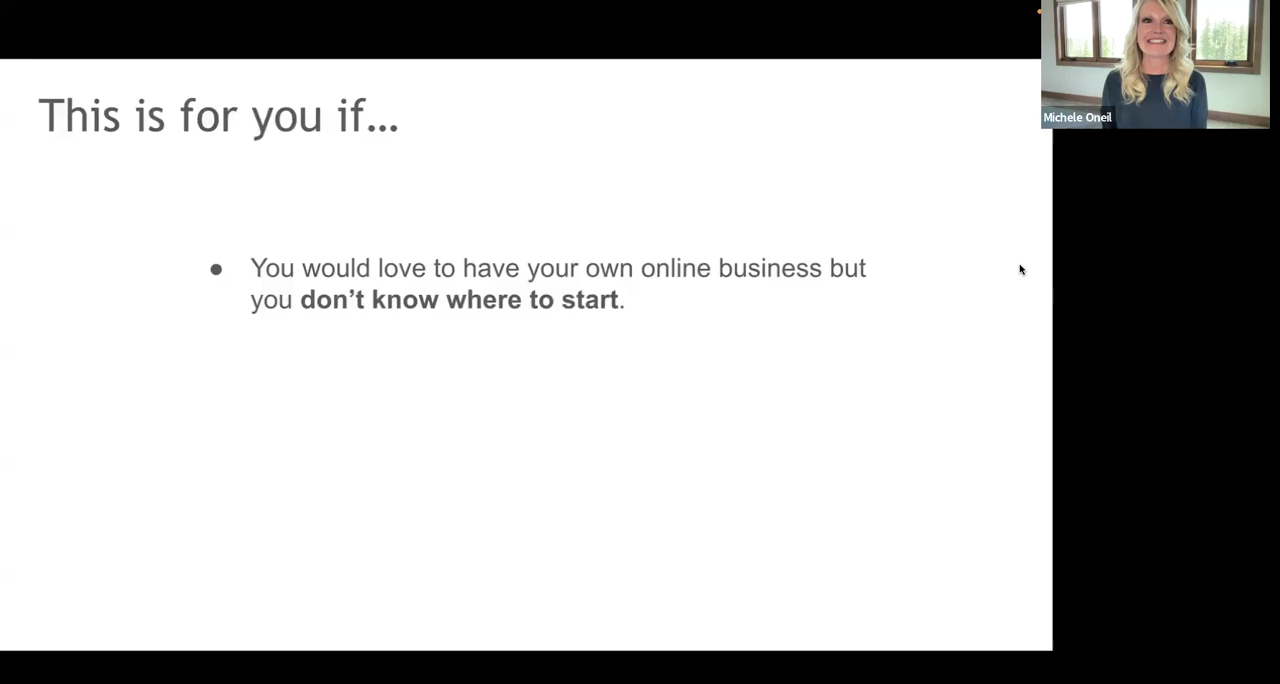 This is for you if...
● You would love to have your own online business but
you don’t know where to start.
Michele Oneil